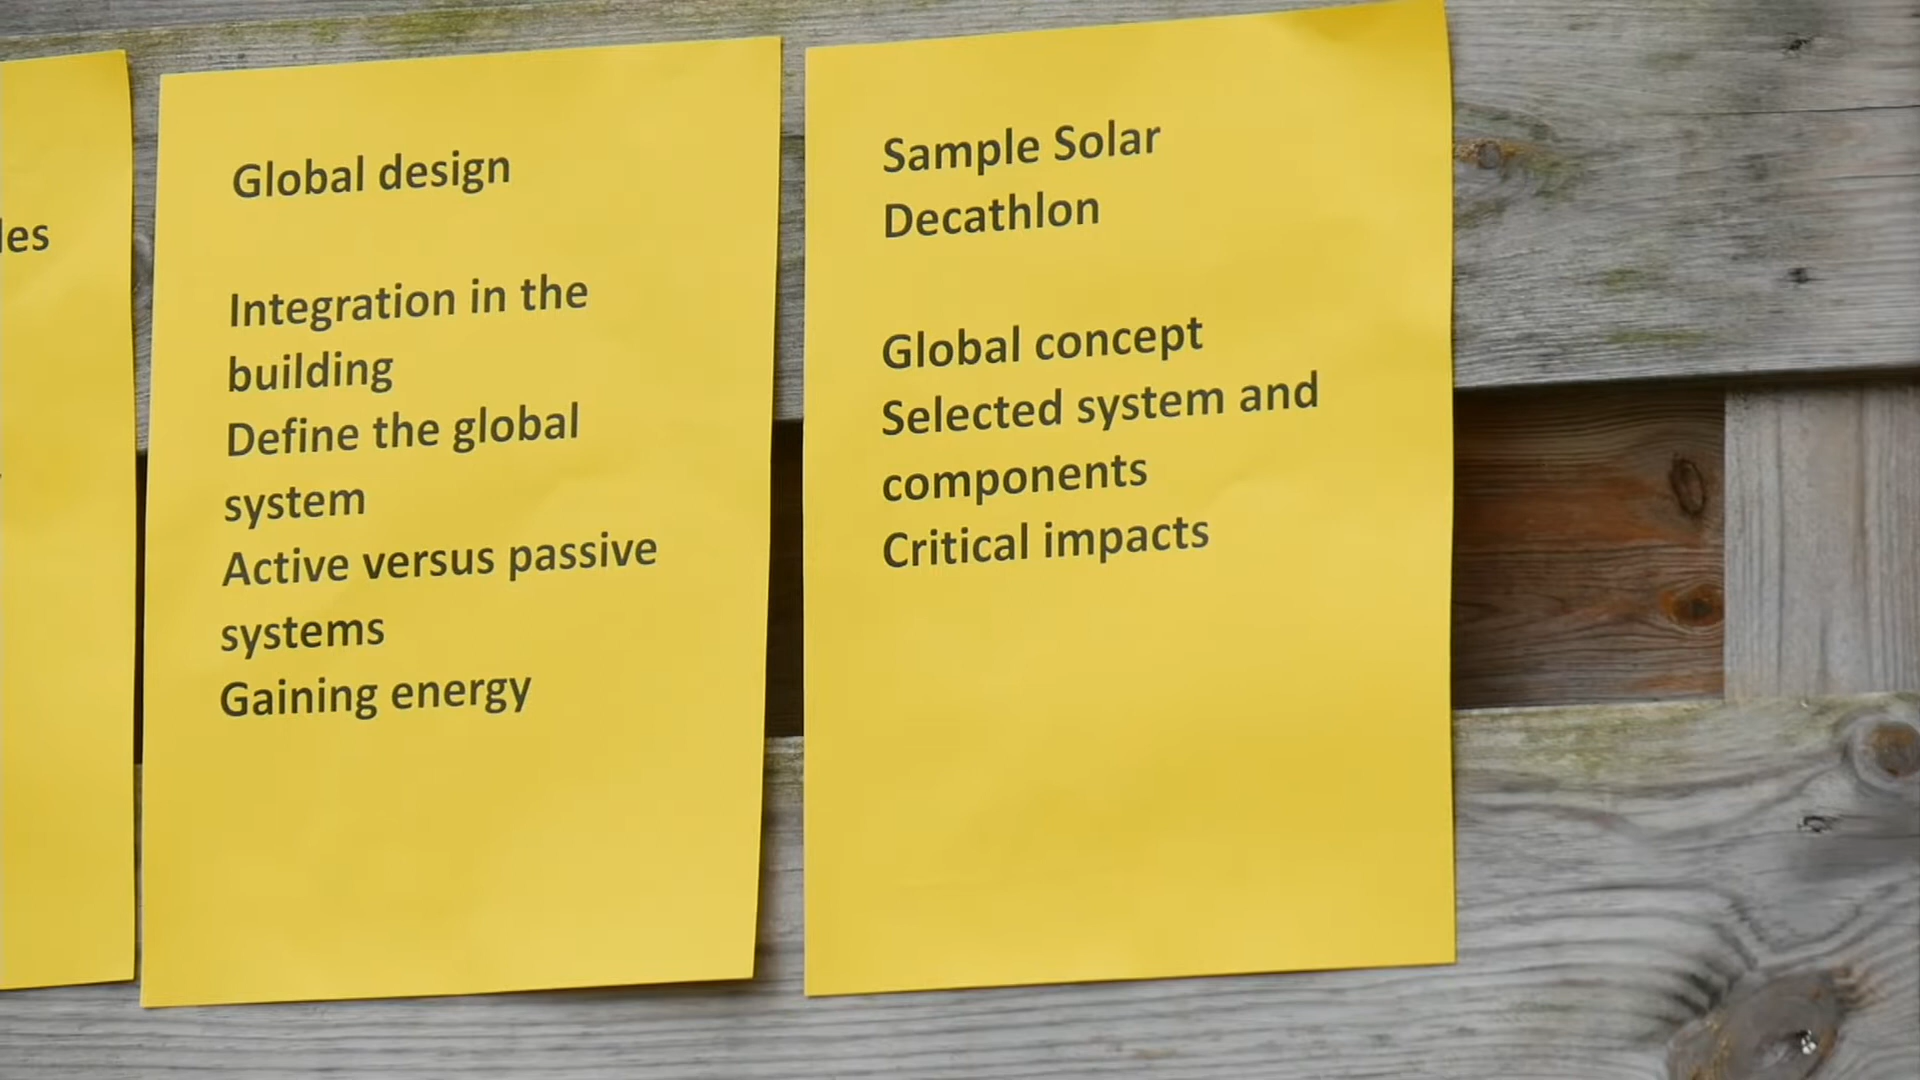 Global design
Integration in the
building
Define the global
system
Active versus passive
systems
Gaining energy
Sample Solar
Decathlon
Global concept
Selected system and
components
Critical impacts